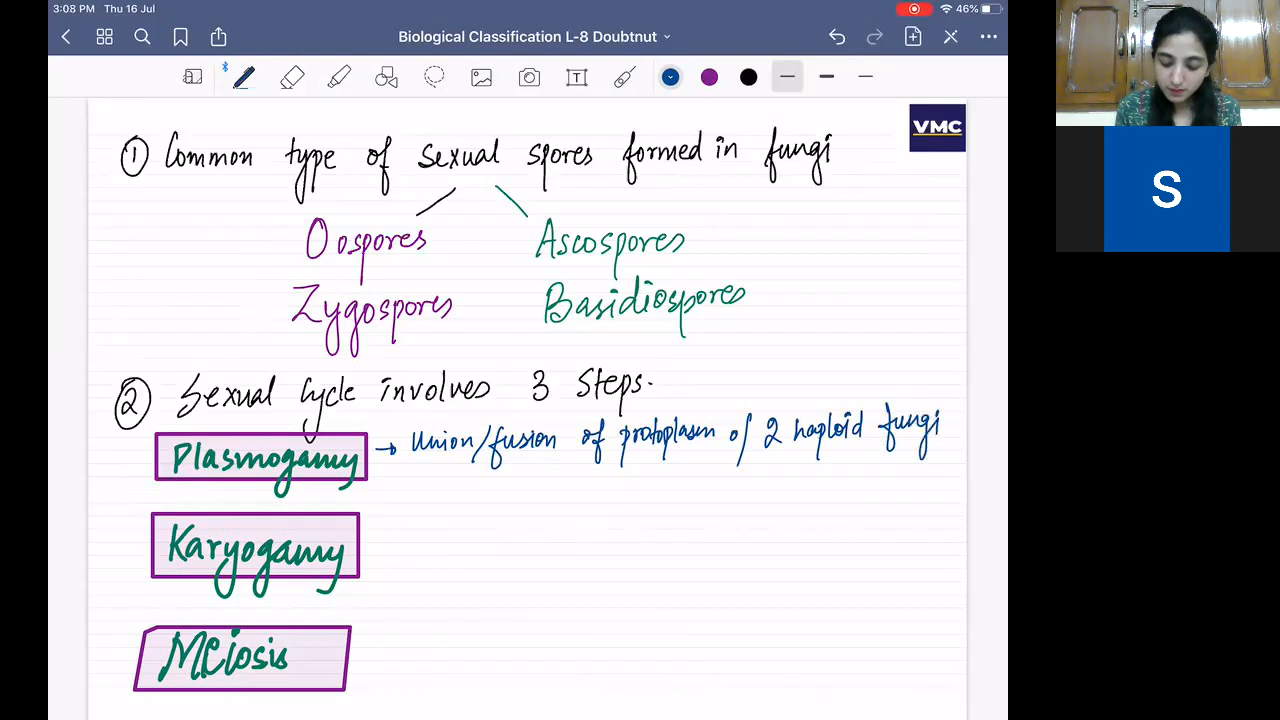 3:08 PM Thu 16 Jul
46%
Biological Classification L-8 Doubtnut
T
VMC
S
① Common type of sexual spores formed in fungi
Oospores Ascospores
Zygospores Basidiospores
② Sexual Cycle involves 3 Steps.
Plasmogamy → Union/fusion of protoplasm of 2 haploid fungi
Karyogamy
Meiosis